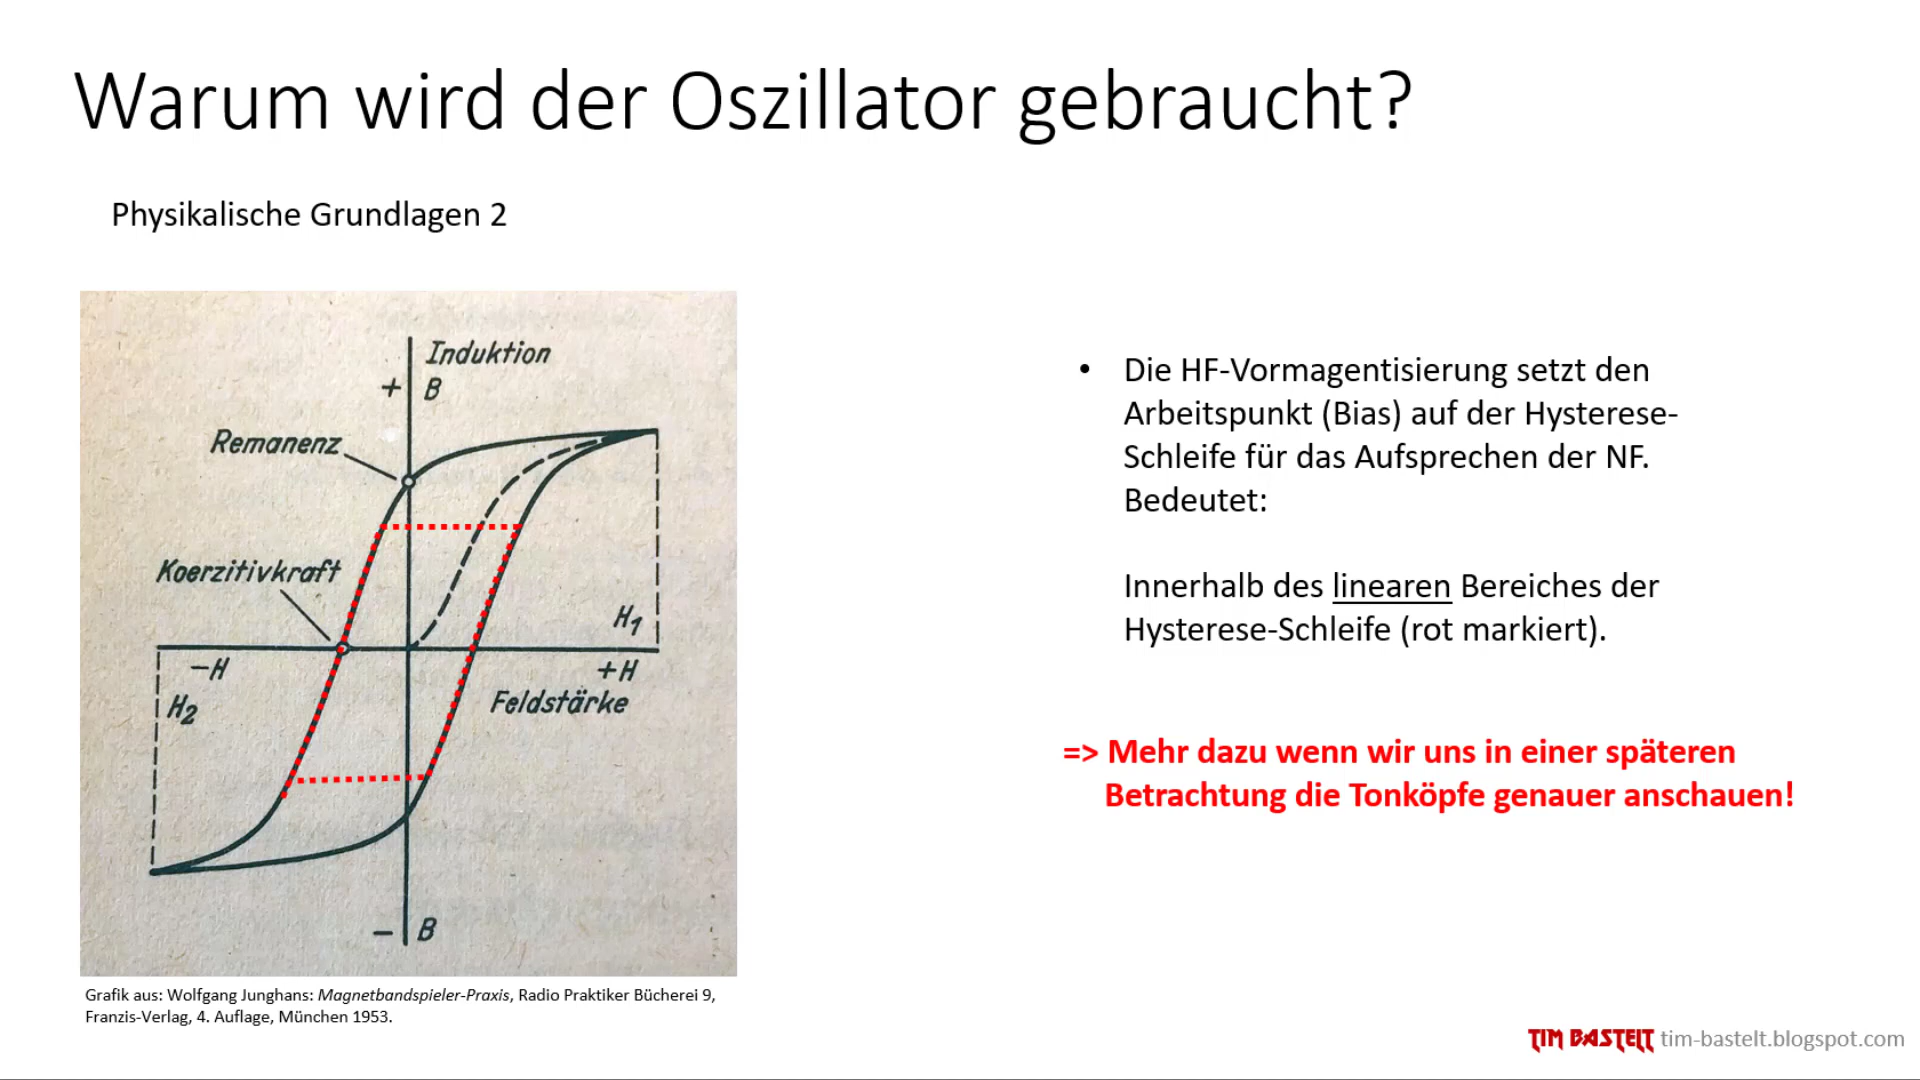 Warum wird der Oszillator gebraucht?
Physikalische Grundlagen 2
Induktion
+ B
Remanenz
Koerzitivkraft
H1
-H
+H
H2
Feldstärke
- B
Grafik aus: Wolfgang Junghans: Magnetbandspieler-Praxis, Radio Praktiker Bücherei 9,
Franzis-Verlag, 4. Auflage, München 1953.
• Die HF-Vormagentisierung setzt den
Arbeitspunkt (Bias) auf der Hysterese-
Schleife für das Aufsprechen der NF.
Bedeutet:
Innerhalb des linearen Bereiches der
Hysterese-Schleife (rot markiert).
=> Mehr dazu wenn wir uns in einer späteren
Betrachtung die Tonköpfe genauer anschauen!
TIM BASTELT tim-bastelt.blogspot.com